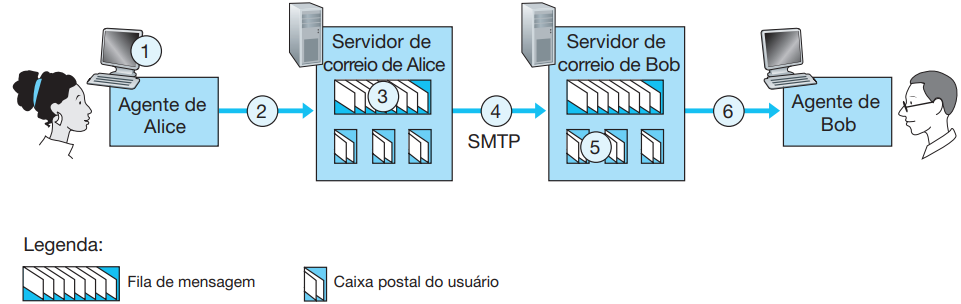 1
Agente de
Alice
2
Servidor de
correio de Alice
3
4
SMTP
Servidor de
correio de Bob
5
6
Agente de
Bob
Legenda:
Fila de mensagem
Caixa postal do usuário